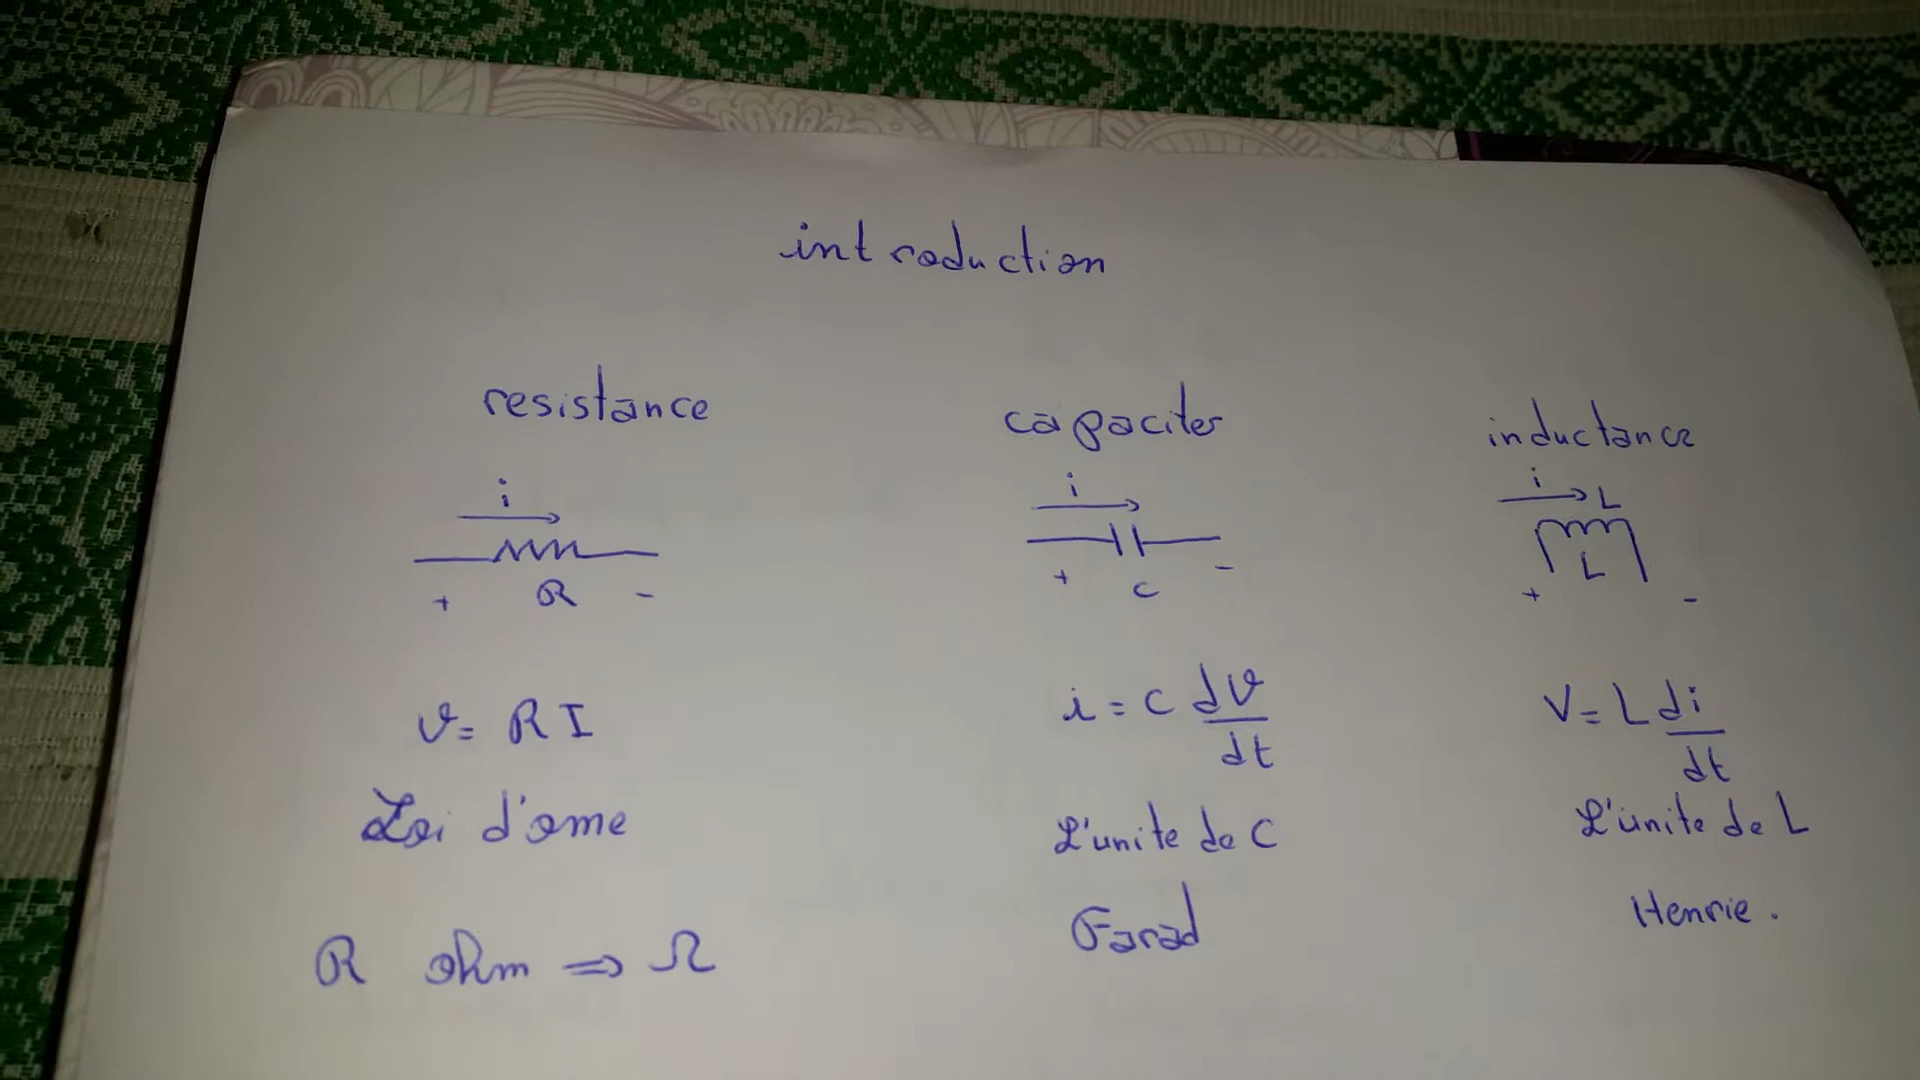 introduction
resistance
i
R
+ -
v = R I
Loi d'ome
R ohm ⇒ Ω
capaciter
i
+ -
C
i = C dv/dt
L'unite de C
Farad
inductance
i
L
L
+ -
V = L di/dt
L'unite de L
Henrie.